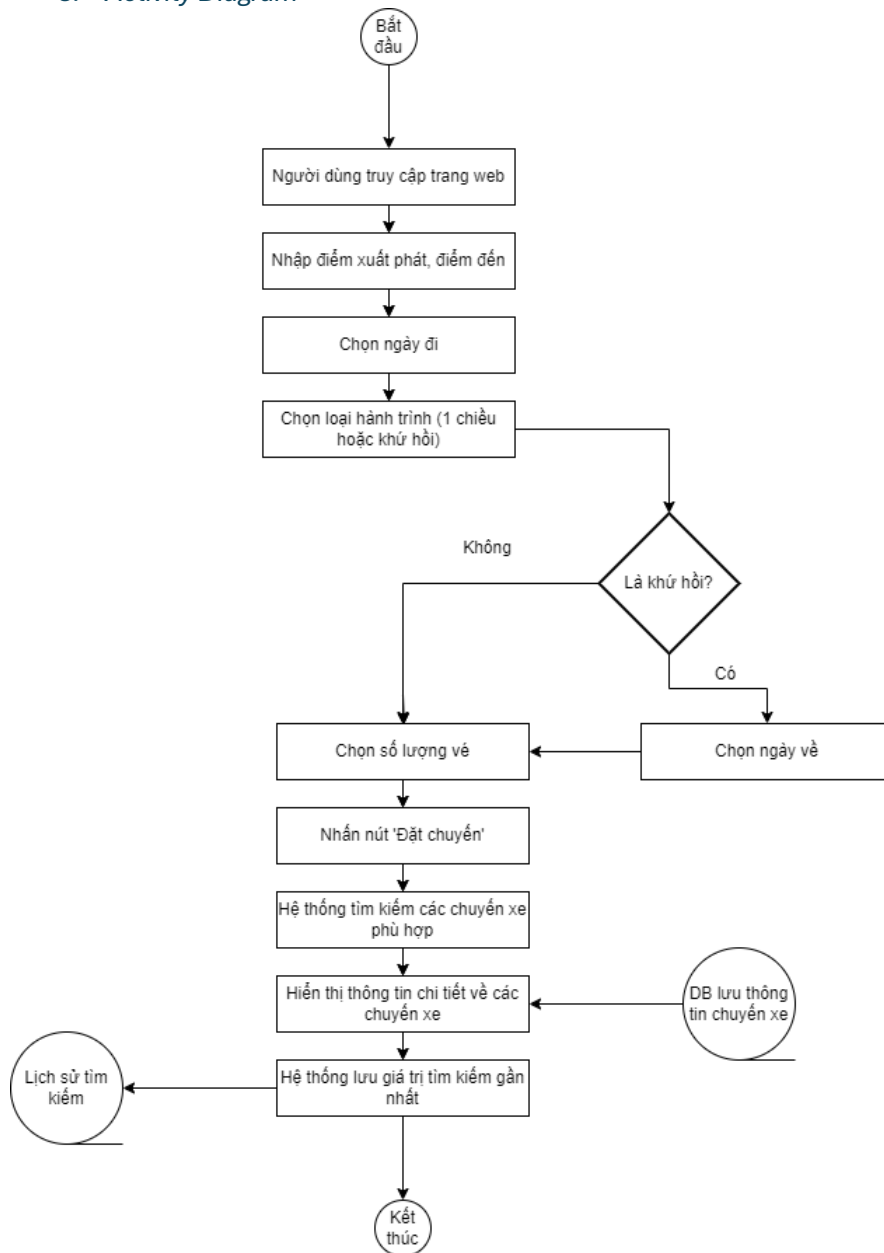 Activity Diagram
Bắt
đầu
Người dùng truy cập trang web
Nhập điểm xuất phát, điểm đến
Chọn ngày đi
Chọn loại hành trình (1 chiều
hoặc khứ hồi)
Không
Là khứ hồi?
Có
Chọn số lượng vé
Chọn ngày về
Nhấn nút 'Đặt chuyến'
Hệ thống tìm kiếm các chuyến xe
phù hợp
Hiển thị thông tin chi tiết về các
chuyến xe
DB lưu thông
tin chuyến xe
Lịch sử tìm
kiếm
Hệ thống lưu giá trị tìm kiếm gần
nhất
Kết
thúc